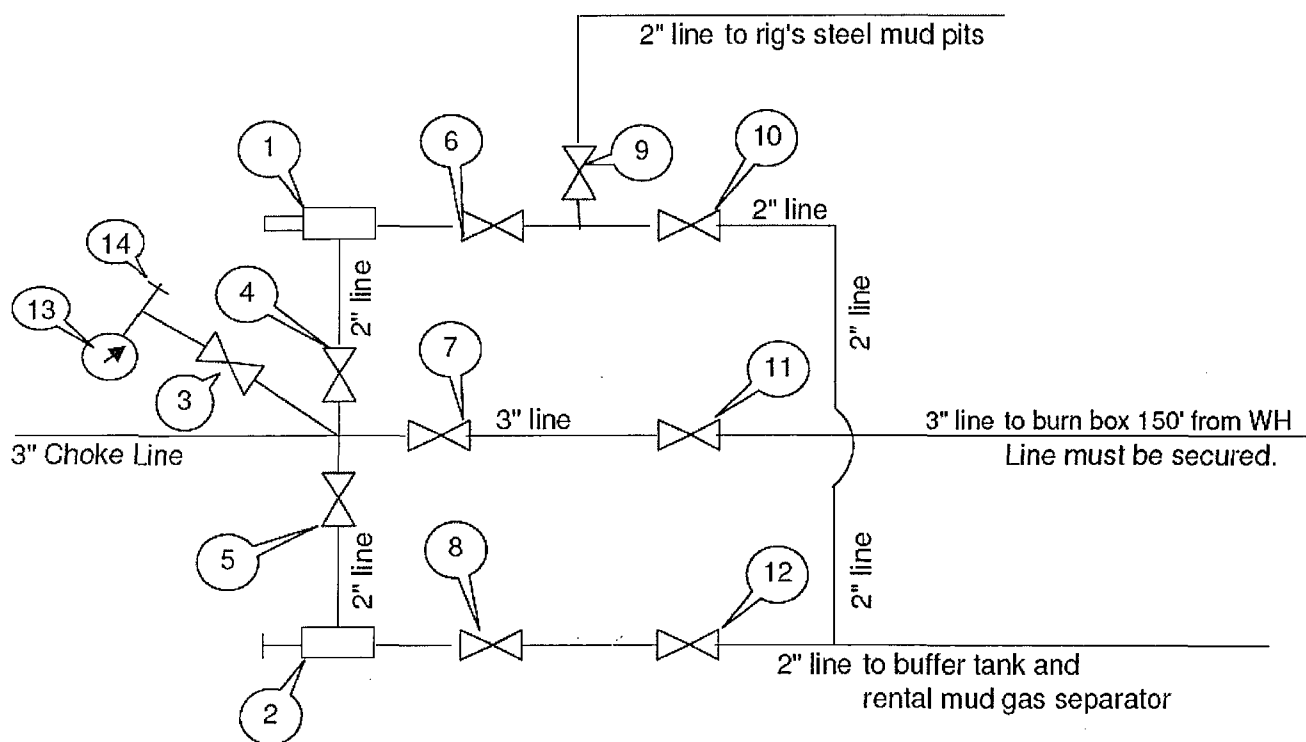 2" line to rig's steel mud pits
1
6
9
10
2" line
14
4
2" line
2" line
13
7
11
3
3" line
3" line to burn box 150' from WH
3" Choke Line
Line must be secured.
5
8
12
2" line
2" line
2" line to buffer tank and
rental mud gas separator
2